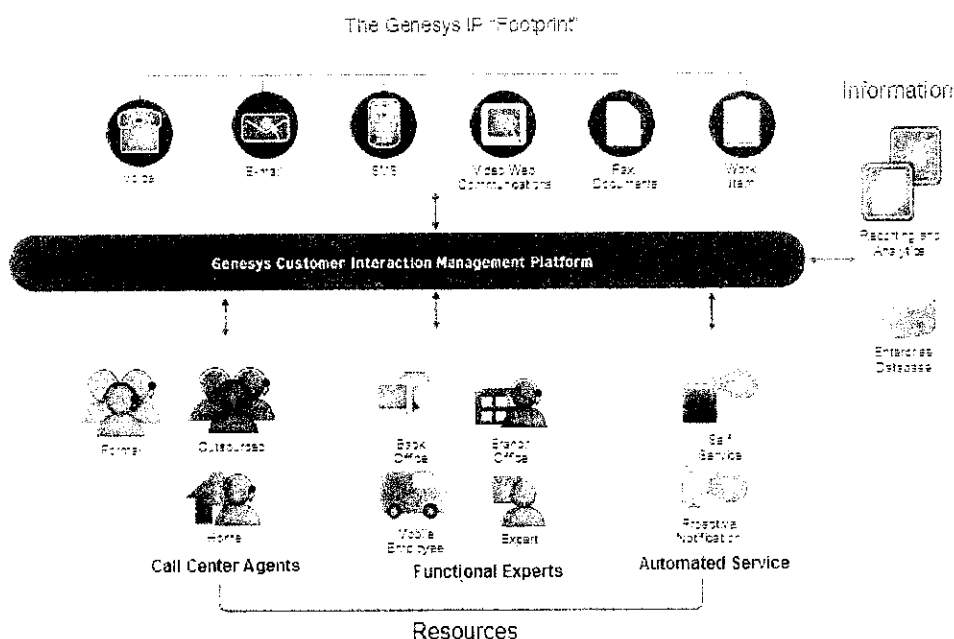 The Genesys IP "Footprint"
Information
Voice
E-mail
SMS
Video Web
Communications
Fax
Documents
Work
Item
Reporting and
Analytics
Genesys Customer Interaction Management Platform
Enterprise
Database
Formal
Outsourced
Back
Office
Branch
Office
Self
Service
Home
Mobile
Employee
Expert
Proactive
Notification
Call Center Agents
Functional Experts
Automated Service
Resources